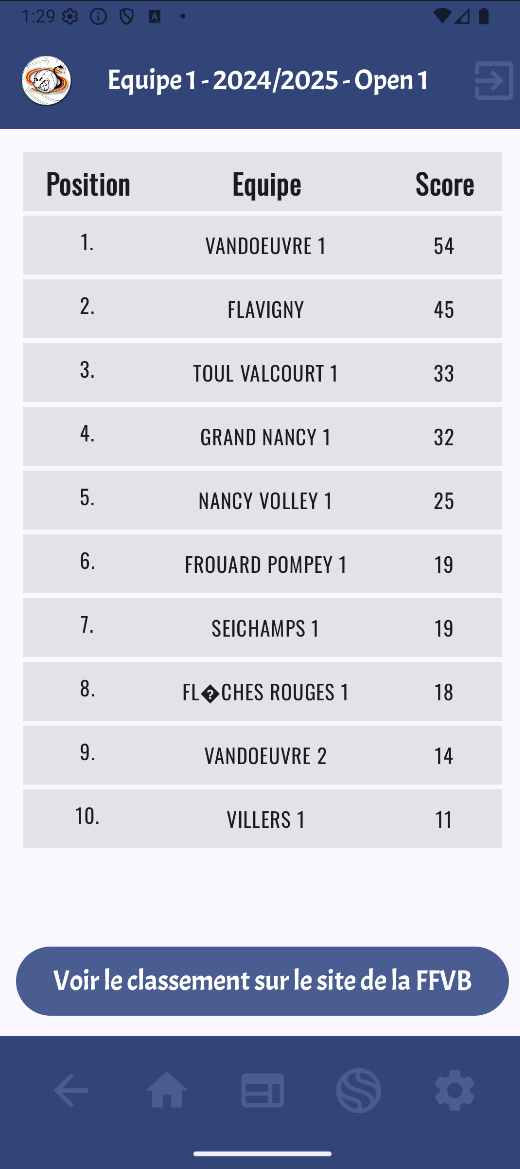 1:29
Equipe 1 - 2024/2025 - Open 1
Position Equipe Score
1. VANDOEUVRE 1 54
2. FLAVIGNY 45
3. TOUL VALCOURT 1 33
4. GRAND NANCY 1 32
5. NANCY VOLLEY 1 25
6. FROUARD POMPEY 1 19
7. SEICHAMPS 1 19
8. FL�CHES ROUGES 1 18
9. VANDOEUVRE 2 14
10. VILLERS 1 11
Voir le classement sur le site de la FFVB